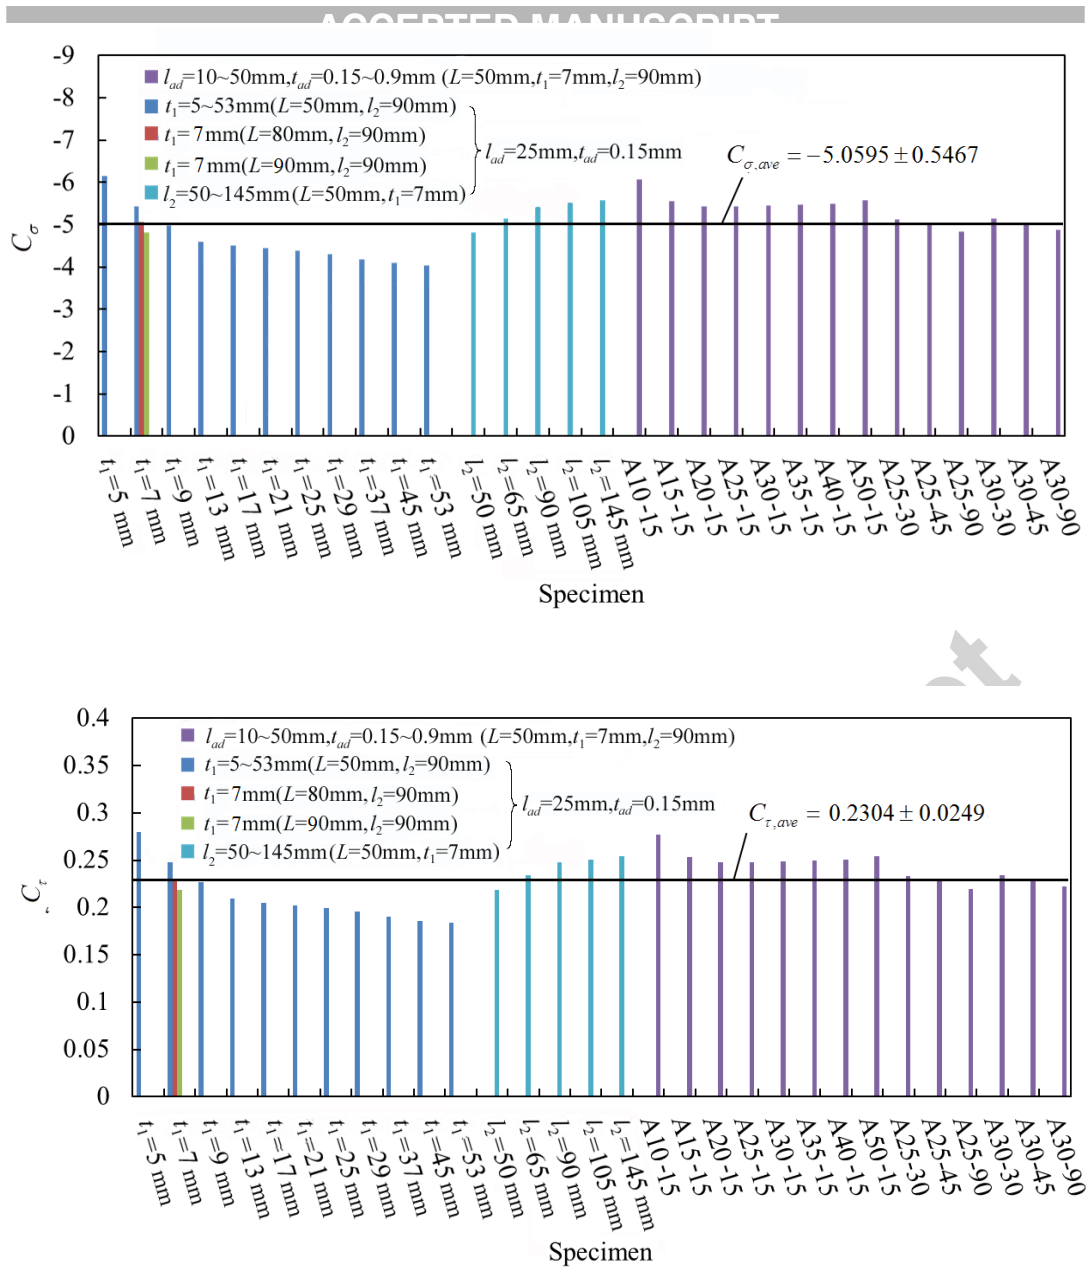 ACCEPTED MANUSCRIPT
-9
-8
-7
-6
-5
-4
-3
-2
-1
0
Cσ
lad=10~50mm,tad=0.15~0.9mm (L=50mm,t1=7mm,l2=90mm)
t1=5~53mm(L=50mm,l2=90mm)
t1=7mm(L=80mm,l2=90mm)
t1=7mm(L=90mm,l2=90mm)
l2=50~145mm(L=50mm,t1=7mm)
lad=25mm,tad=0.15mm
Cσ,ave = −5.0595 ± 0.5467
t1=5 mm
t1=7 mm
t1=9 mm
t1=13 mm
t1=17 mm
t1=21 mm
t1=25 mm
t1=29 mm
t1=37 mm
t1=45 mm
t1=53 mm
l2=50 mm
l2=65 mm
l2=90 mm
l2=105 mm
l2=145 mm
A10-15
A15-15
A20-15
A25-15
A30-15
A35-15
A40-15
A50-15
A25-30
A25-45
A25-90
A30-30
A30-45
A30-90
Specimen
0.4
0.35
0.3
0.25
0.2
0.15
0.1
0.05
0
Cτ
lad=10~50mm,tad=0.15~0.9mm (L=50mm,t1=7mm,l2=90mm)
t1=5~53mm(L=50mm,l2=90mm)
t1=7mm(L=80mm,l2=90mm)
t1=7mm(L=90mm,l2=90mm)
l2=50~145mm(L=50mm,t1=7mm)
lad=25mm,tad=0.15mm
Cτ,ave = 0.2304 ± 0.0249
t1=5 mm
t1=7 mm
t1=9 mm
t1=13 mm
t1=17 mm
t1=21 mm
t1=25 mm
t1=29 mm
t1=37 mm
t1=45 mm
t1=53 mm
l2=50 mm
l2=65 mm
l2=90 mm
l2=105 mm
l2=145 mm
A10-15
A15-15
A20-15
A25-15
A30-15
A35-15
A40-15
A50-15
A25-30
A25-45
A25-90
A30-30
A30-45
A30-90
Specimen